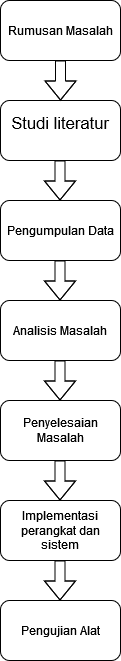 Rumusan Masalah
Studi literatur
Pengumpulan Data
Analisis Masalah
Penyelesaian
Masalah
Implementasi
perangkat dan
sistem
Pengujian Alat